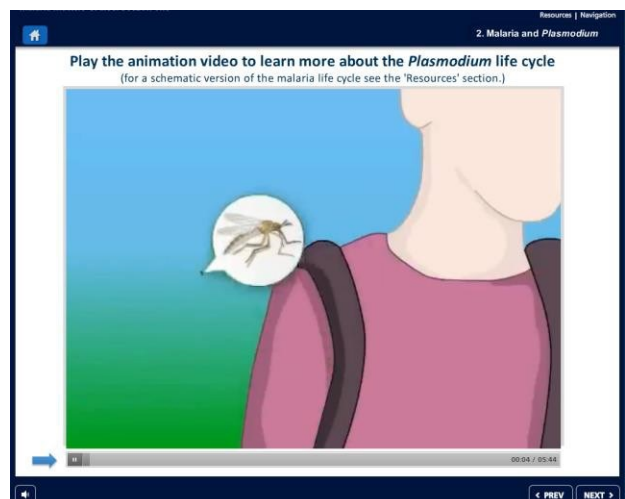 Resources | Navigation
2. Malaria and Plasmodium
Play the animation video to learn more about the Plasmodium life cycle
(for a schematic version of the malaria life cycle see the 'Resources' section.)
00:04 / 05:44
< PREV
NEXT >